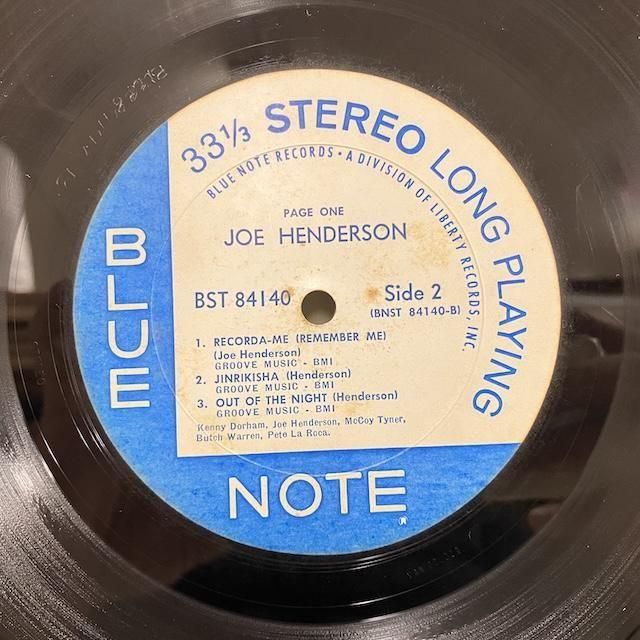 33⅓ STEREO LONG PLAYING
BLUE NOTE RECORDS • A DIVISION OF LIBERTY RECORDS, INC.
PAGE ONE
JOE HENDERSON
BST 84140
Side 2
(BNST 84140-B)
1. RECORDA-ME (REMEMBER ME)
(Joe Henderson)
GROOVE MUSIC - BMI
2. JINRIKISHA (Henderson)
GROOVE MUSIC - BMI
3. OUT OF THE NIGHT (Henderson)
GROOVE MUSIC - BMI
Kenny Dorham, Joe Henderson, McCoy Tyner,
Butch Warren, Pete La Roca.
BLUE
NOTE